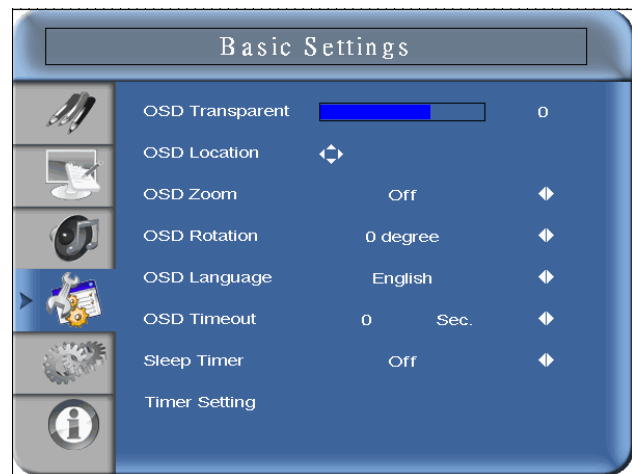 Basic Settings
OSD Transparent 0
OSD Location
OSD Zoom Off
OSD Rotation 0 degree
OSD Language English
OSD Timeout 0 Sec.
Sleep Timer Off
Timer Setting